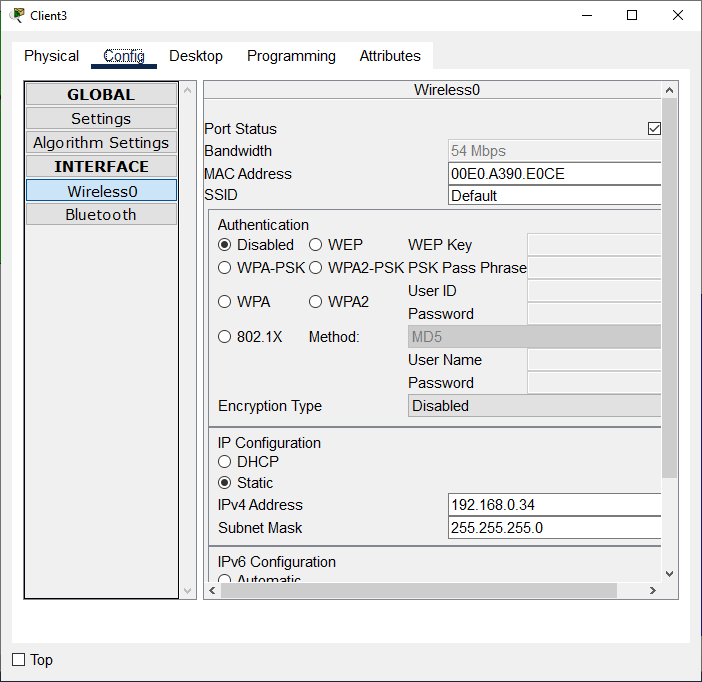 Client3
Physical Config Desktop Programming Attributes
GLOBAL
Settings
Algorithm Settings
INTERFACE
Wireless0
Bluetooth
Wireless0
Port Status
Bandwidth 54 Mbps
MAC Address 00E0.A390.E0CE
SSID Default
Authentication
Disabled WEP WEP Key
WPA-PSK WPA2-PSK PSK Pass Phrase
User ID
WPA WPA2
Password
802.1X Method: MD5
User Name
Password
Encryption Type Disabled
IP Configuration
DHCP
Static
IPv4 Address 192.168.0.34
Subnet Mask 255.255.255.0
IPv6 Configuration
Automatic
Top